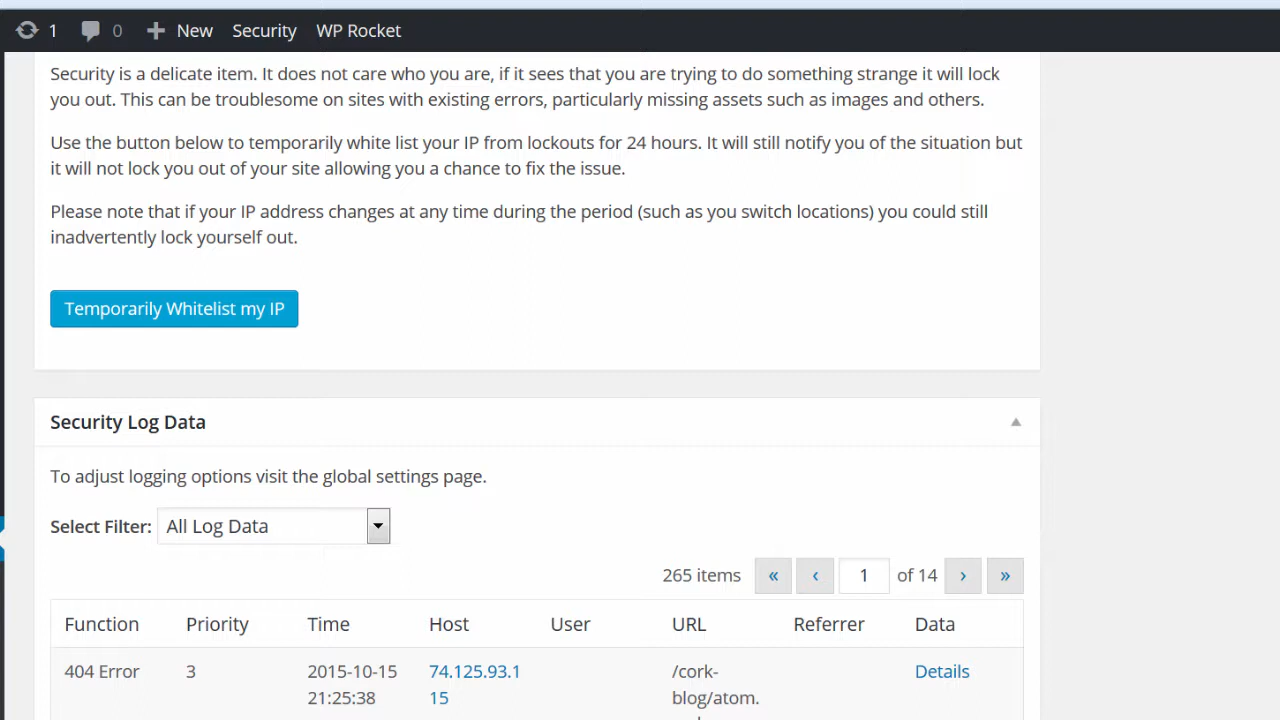 1 0 New Security WP Rocket
Security is a delicate item. It does not care who you are, if it sees that you are trying to do something strange it will lock
you out. This can be troublesome on sites with existing errors, particularly missing assets such as images and others.
Use the button below to temporarily white list your IP from lockouts for 24 hours. It will still notify you of the situation but
it will not lock you out of your site allowing you a chance to fix the issue.
Please note that if your IP address changes at any time during the period (such as you switch locations) you could still
inadvertently lock yourself out.
Temporarily Whitelist my IP
Security Log Data
To adjust logging options visit the global settings page.
Select Filter: All Log Data
265 items « ‹ 1 of 14 › »
Function Priority Time Host User URL Referrer Data
404 Error 3 2015-10-15 74.125.93.1 /cork- Details
21:25:38 15 blog/atom.